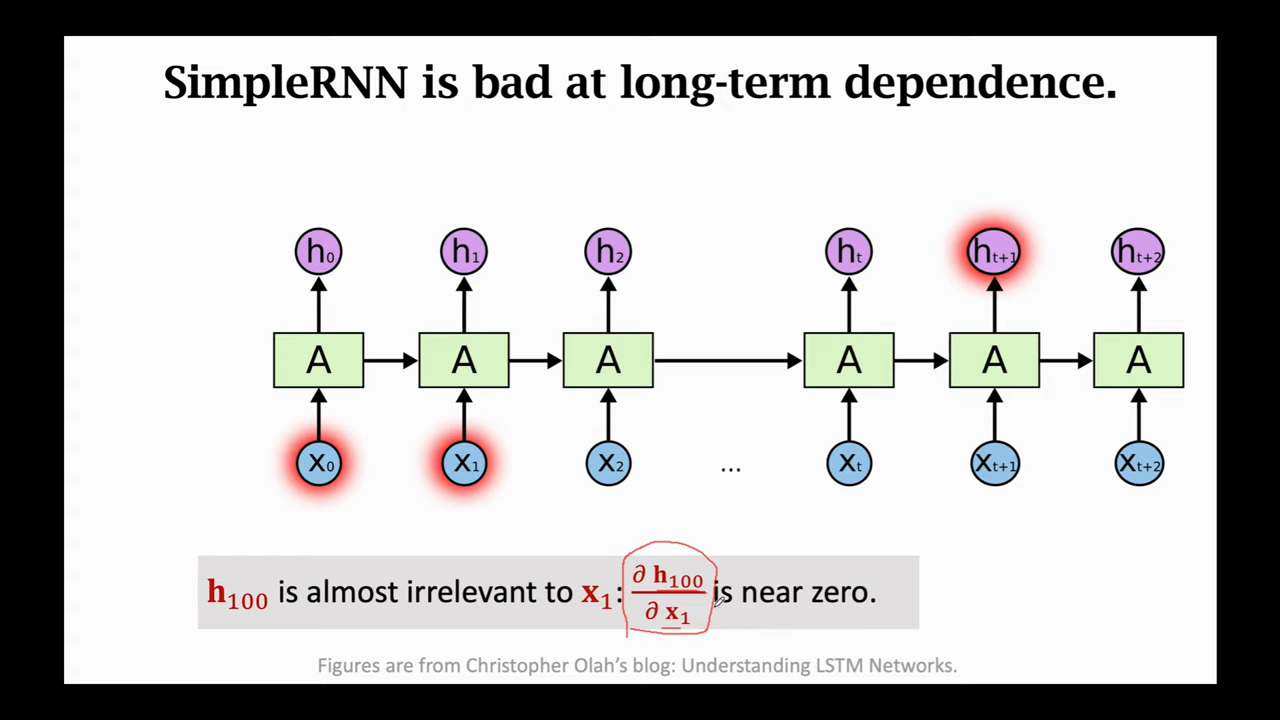 SimpleRNN is bad at long-term dependence.
h₀ h₁ h₂ hₜ hₜ₊₁ hₜ₊₂
A A A A A A
x₀ x₁ x₂ ... xₜ xₜ₊₁ xₜ₊₂
h₁₀₀ is almost irrelevant to x₁: ∂ h₁₀₀ / ∂ x₁ is near zero.
Figures are from Christopher Olah's blog: Understanding LSTM Networks.